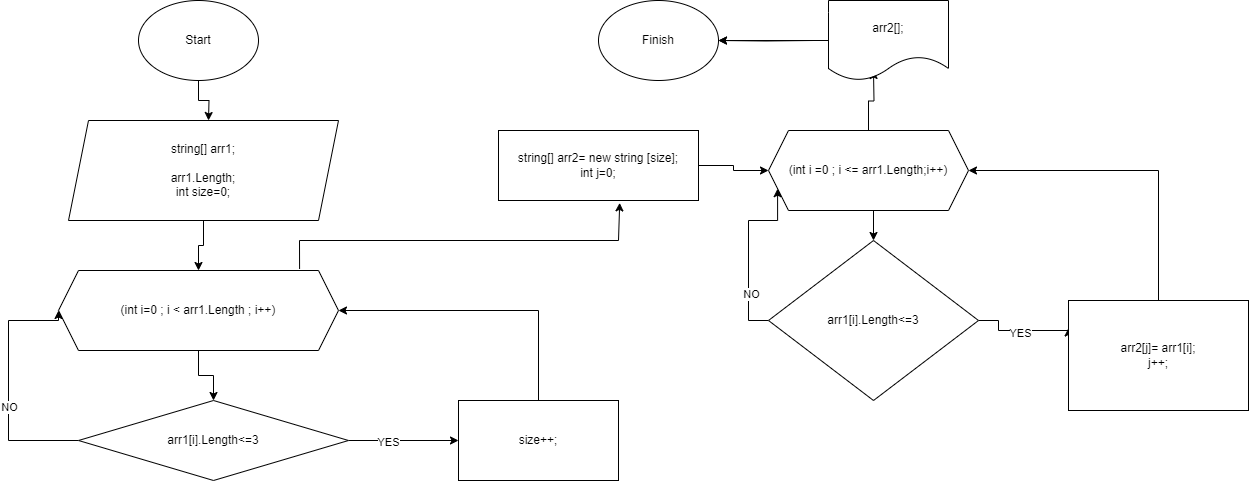 Start
string[] arr1;
arr1.Length;
int size=0;
(int i=0 ; i < arr1.Length ; i++)
NO
arr1[i].Length<=3
YES
size++;
string[] arr2= new string [size];
int j=0;
(int i =0 ; i <= arr1.Length;i++)
NO
arr1[i].Length<=3
YES
arr2[j]= arr1[i];
j++;
arr2[];
Finish